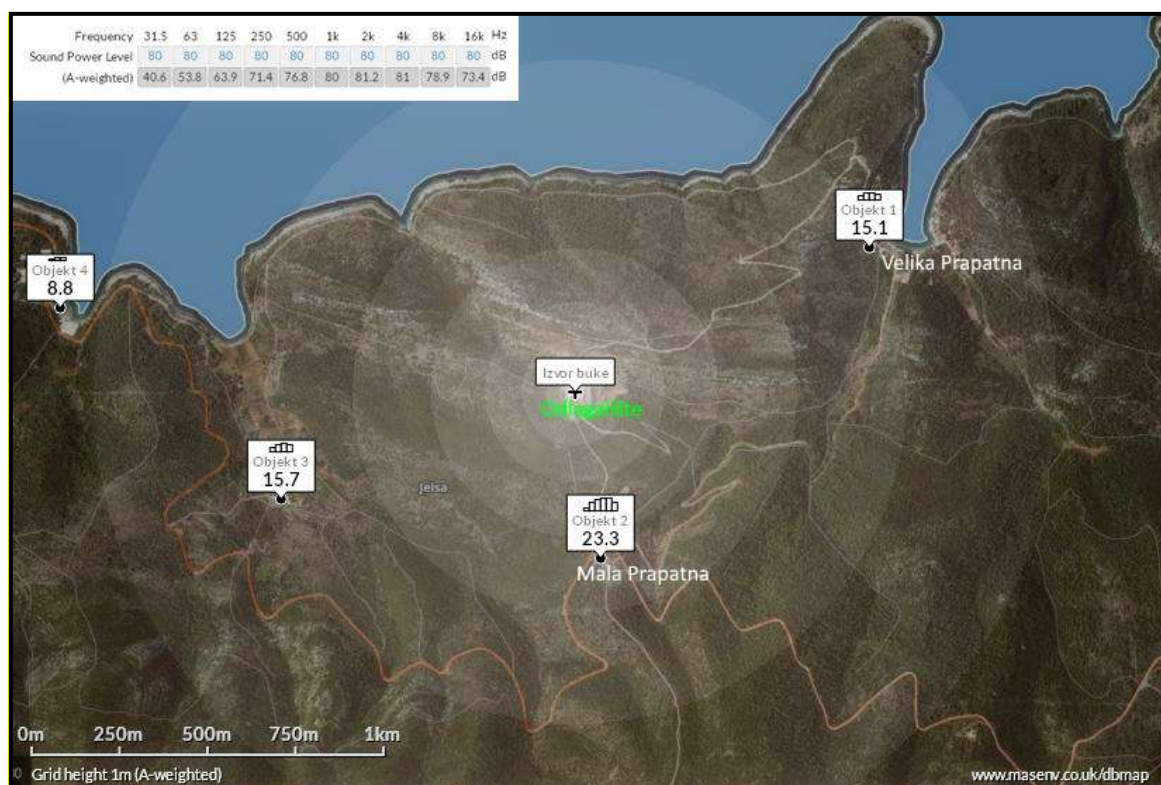 Frequency 31.5 63 125 250 500 1k 2k 4k 8k 16k Hz
Sound Power Level 80 80 80 80 80 80 80 80 80 80 dB
(A-weighted) 40.6 53.8 63.9 71.4 76.8 80 81.2 81 78.9 73.4 dB
Objekt 1
15.1
Velika Prapatna
Objekt 4
8.8
Izvor buke
Odlagalište
Objekt 3
15.7
Jelsa
Objekt 2
23.3
Mala Prapatna
0m 250m 500m 750m 1km
© Grid height 1m (A-weighted)
www.masenv.co.uk/dbmap